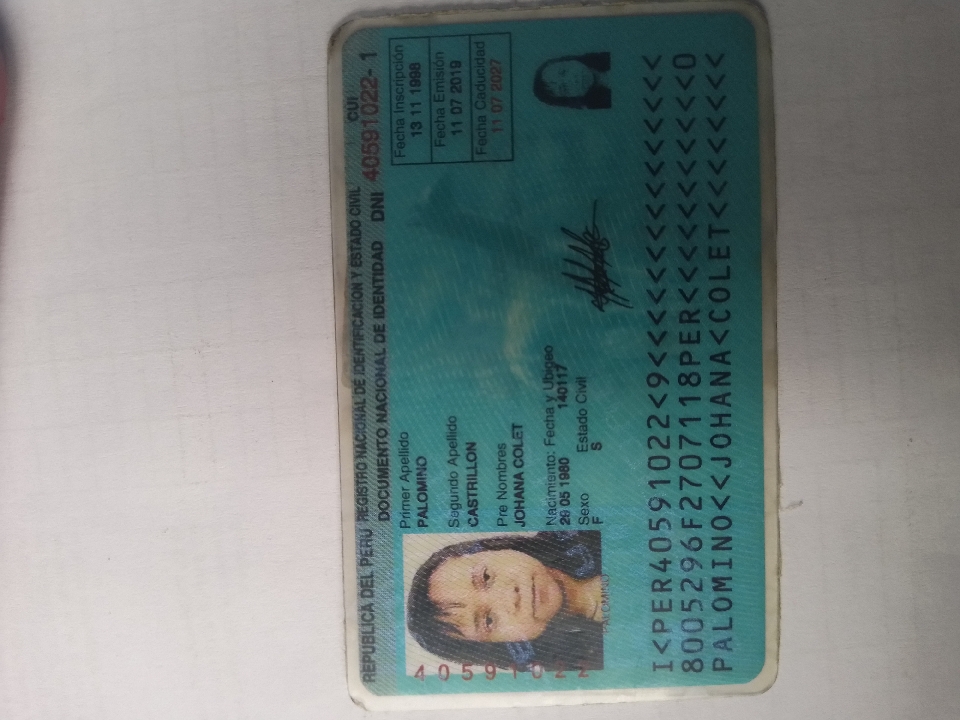 REPUBLICA DEL PERU REGISTRO NACIONAL DE IDENTIFICACION Y ESTADO CIVIL
CUI
DOCUMENTO NACIONAL DE IDENTIDAD DNI 40591022-1
Primer Apellido
PALOMINO
Segundo Apellido
CASTRILLON
Pre Nombres
JOHANA COLET
Nacimiento: Fecha y Ubigeo
29 05 1980 140117
Sexo Estado Civil
F S
Fecha Inscripción
13 11 1998
Fecha Emisión
11 07 2019
Fecha Caducidad
11 07 2027
40591022
PALOMINO
I<PER40591022<9<<<<<<<<<<<<<<<
8005296F2707118PER<<<<<<<<<<<0
PALOMINO<<JOHANA<COLET<<<<<<<<